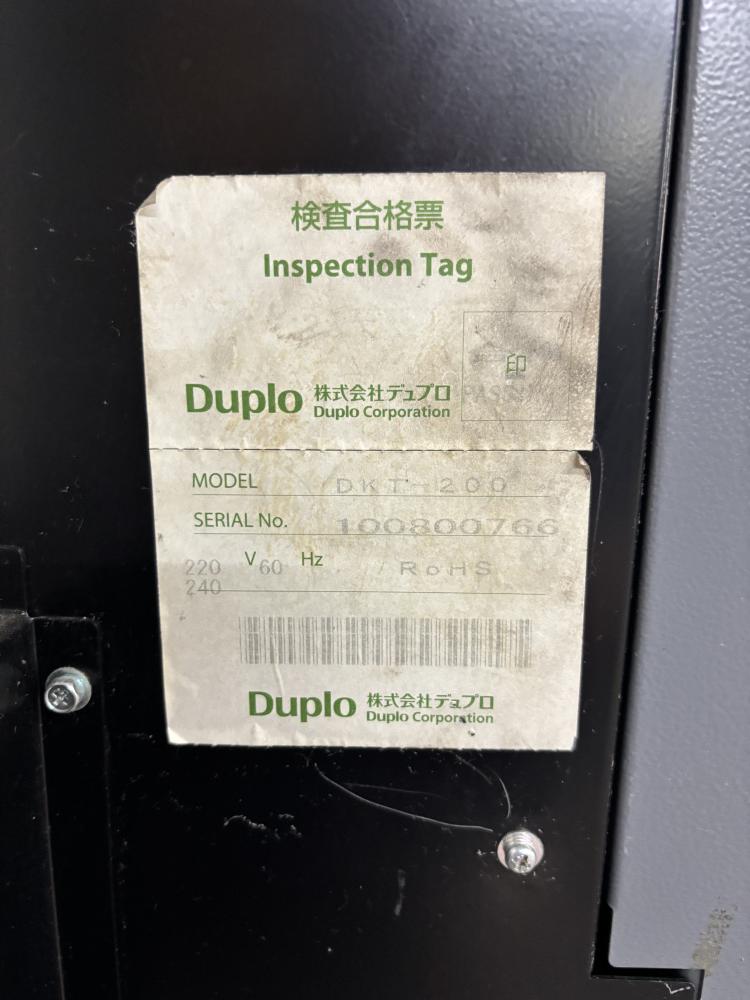 検査合格票
Inspection Tag
印
PASS
Duplo 株式会社デュプロ
Duplo Corporation
MODEL DKT-200
SERIAL No. 100800766
220 V 60 Hz / RoHS
240
Duplo 株式会社デュプロ
Duplo Corporation